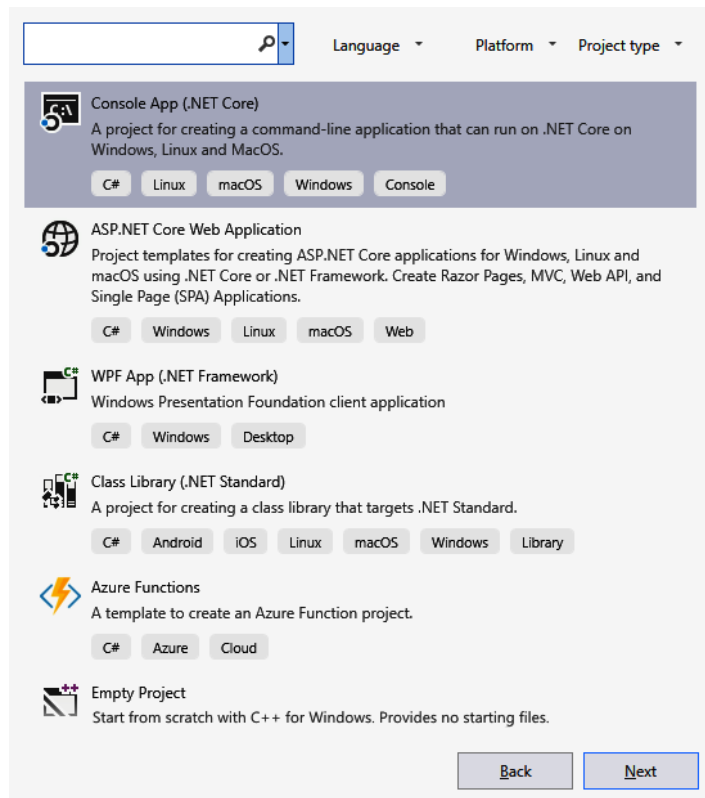 Language Platform Project type
C:\
Console App (.NET Core)
A project for creating a command-line application that can run on .NET Core on
Windows, Linux and MacOS.
C# Linux macOS Windows Console
ASP.NET Core Web Application
Project templates for creating ASP.NET Core applications for Windows, Linux and
macOS using .NET Core or .NET Framework. Create Razor Pages, MVC, Web API, and
Single Page (SPA) Applications.
C# Windows Linux macOS Web
C#
WPF App (.NET Framework)
Windows Presentation Foundation client application
C# Windows Desktop
C#
Class Library (.NET Standard)
A project for creating a class library that targets .NET Standard.
C# Android iOS Linux macOS Windows Library
Azure Functions
A template to create an Azure Function project.
C# Azure Cloud
++
Empty Project
Start from scratch with C++ for Windows. Provides no starting files.
Back Next